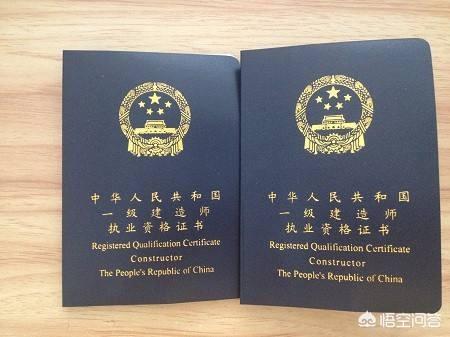 中华人民共和国
一级建造师
执业资格证书
Registered Qualification Certificate
Constructor
The People's Republic of China
中华人民共和国
一级建造师
执业资格证书
Registered Qualification Certificate
Constructor
The People's Republic of China
悟空问答